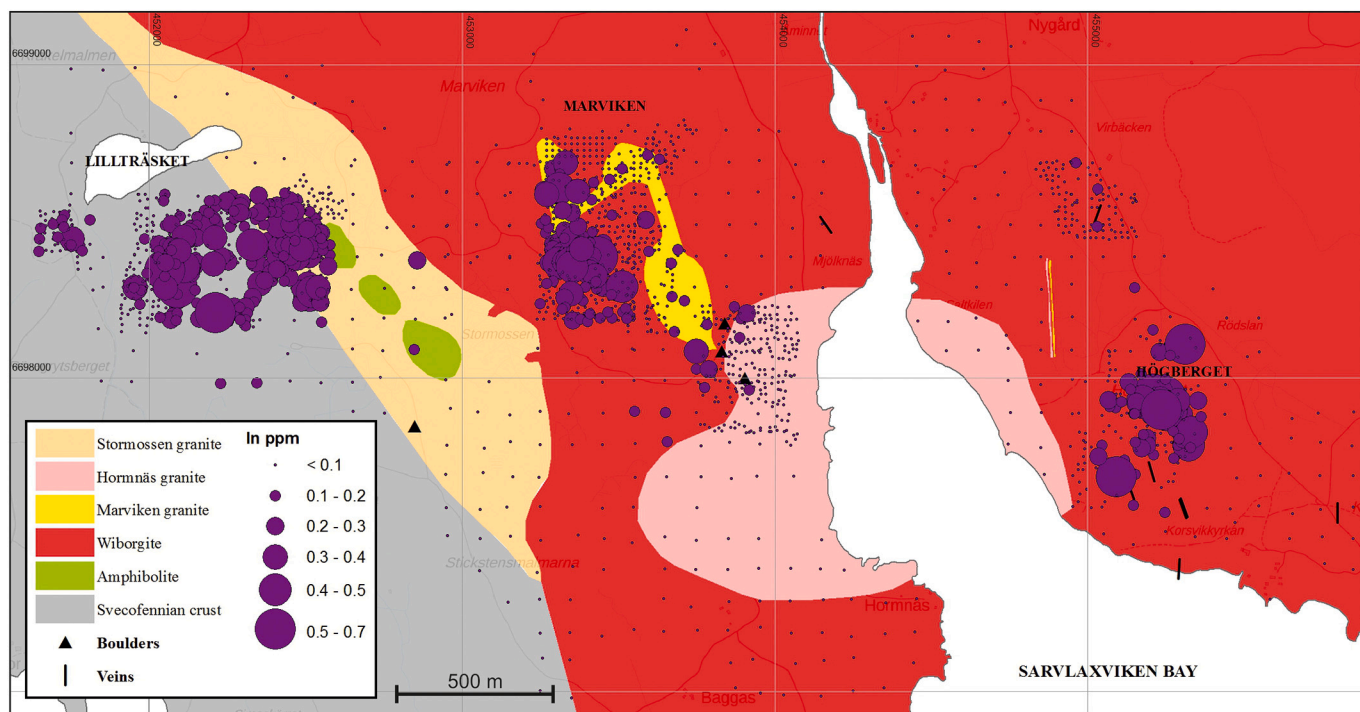 452000
453000
454000
455000
6699000
Nygård
Marviken
MARVIKEN
Virbäcken
LILLTRÄSKET
Mjölknäs
Saltkilen
Rödslan
Stormossen
6698000
HÖGBERGET
Korsvikkyrkan
Stickstensmalmarna
Hormnäs
SARVLAXVIKEN BAY
Baggas
Stormossen granite
Hormnäs granite
Marviken granite
Wiborgite
Amphibolite
Svecofennian crust
Boulders
Veins
In ppm
< 0.1
0.1 - 0.2
0.2 - 0.3
0.3 - 0.4
0.4 - 0.5
0.5 - 0.7
500 m